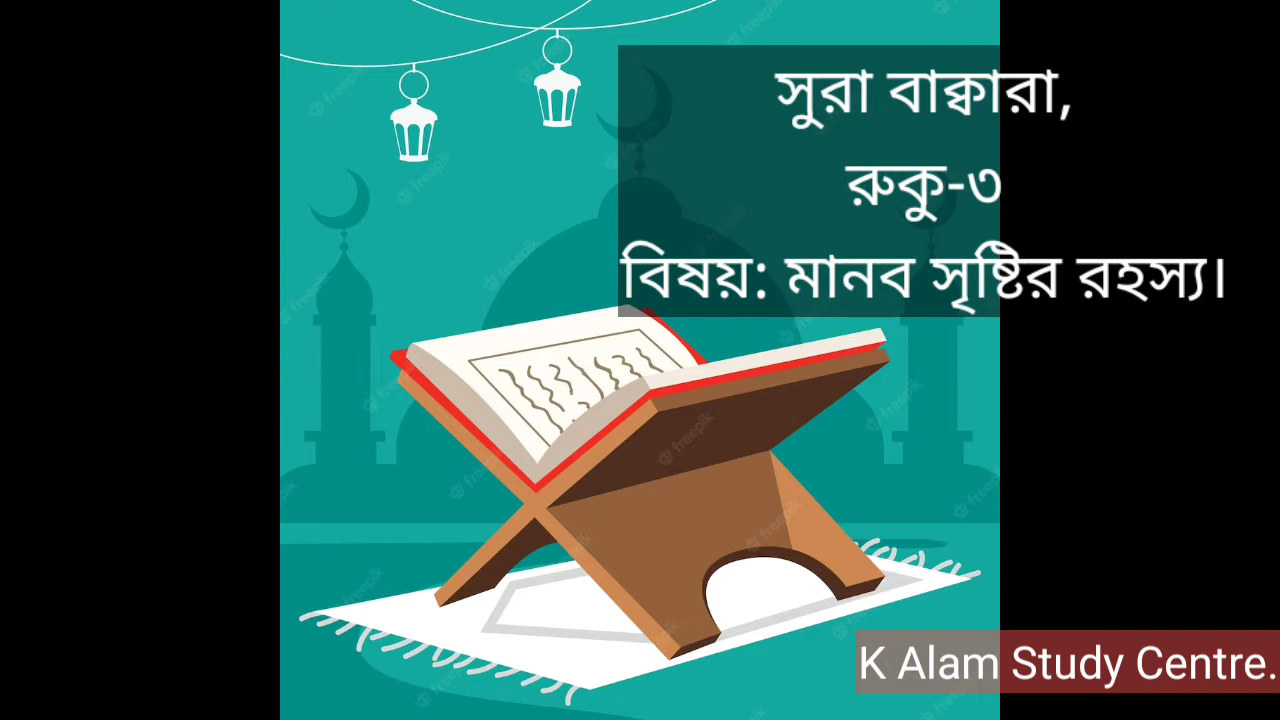 সুরা বাক্বারা,
রুকু-৩
বিষয়: মানব সৃষ্টির রহস্য।
K Alam Study Centre.